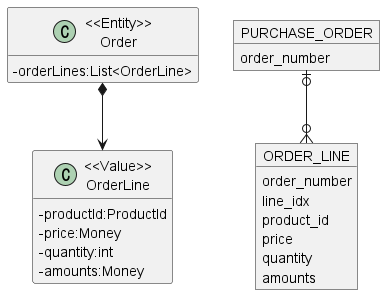 C
<<Entity>>
Order
-orderLines:List<OrderLine>
C
<<Value>>
OrderLine
-productId:ProductId
-price:Money
-quantity:int
-amounts:Money
PURCHASE_ORDER
order_number
ORDER_LINE
order_number
line_idx
product_id
price
quantity
amounts